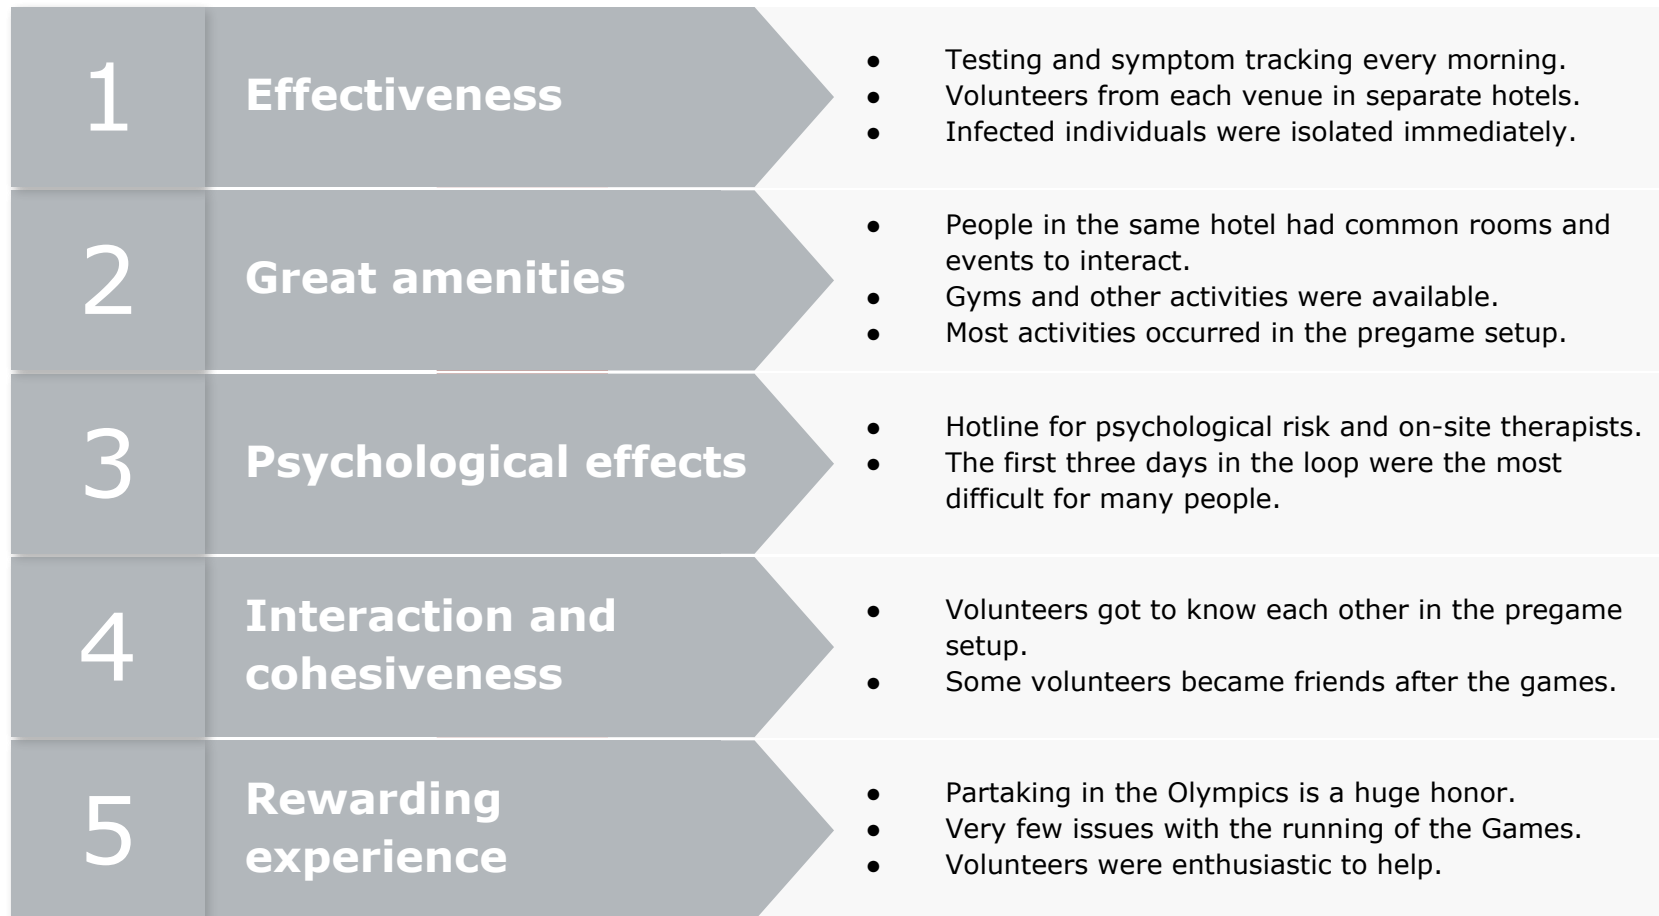 1
Effectiveness
● Testing and symptom tracking every morning.
● Volunteers from each venue in separate hotels.
● Infected individuals were isolated immediately.
2
Great amenities
● People in the same hotel had common rooms and
events to interact.
● Gyms and other activities were available.
● Most activities occurred in the pregame setup.
3
Psychological effects
● Hotline for psychological risk and on-site therapists.
● The first three days in the loop were the most
difficult for many people.
4
Interaction and
cohesiveness
● Volunteers got to know each other in the pregame
setup.
● Some volunteers became friends after the games.
5
Rewarding
experience
● Partaking in the Olympics is a huge honor.
● Very few issues with the running of the Games.
● Volunteers were enthusiastic to help.